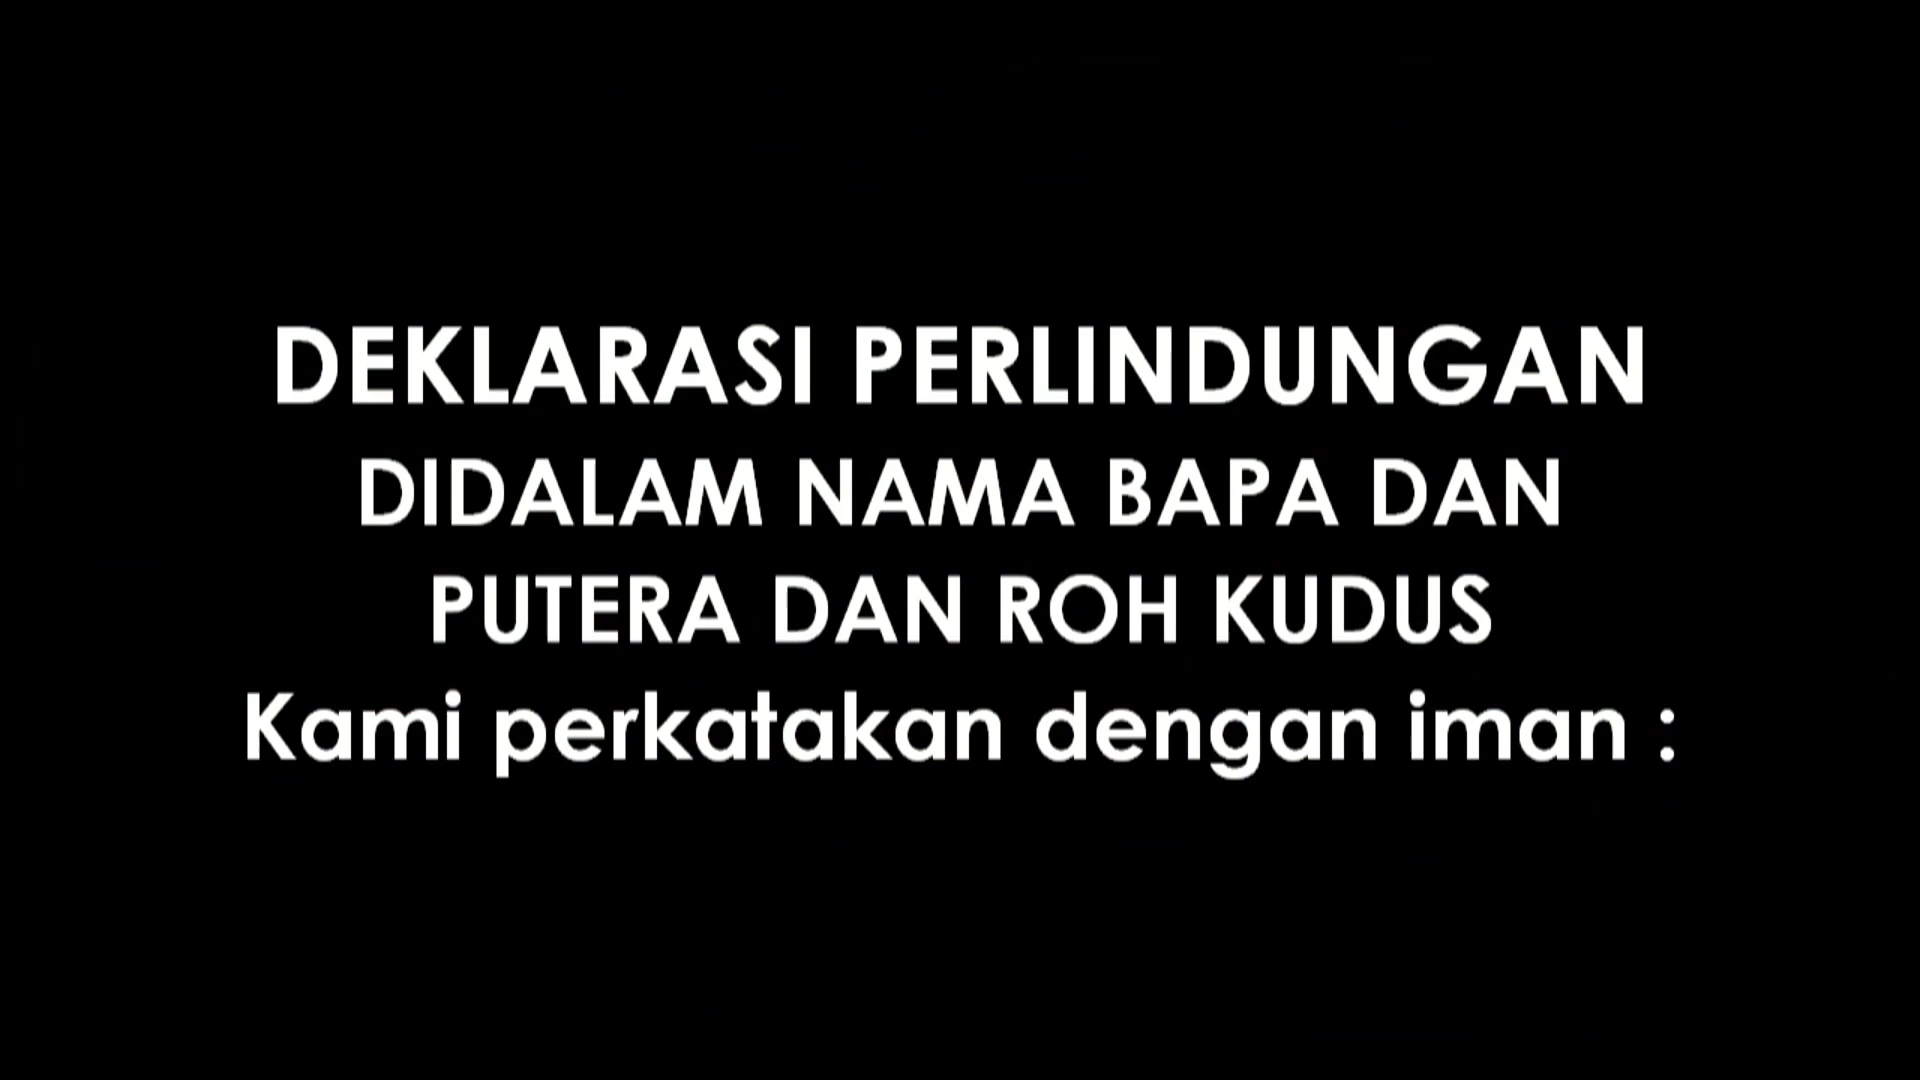 DEKLARASI PERLINDUNGAN
DIDALAM NAMA BAPA DAN
PUTERA DAN ROH KUDUS
Kami perkatakan dengan iman :